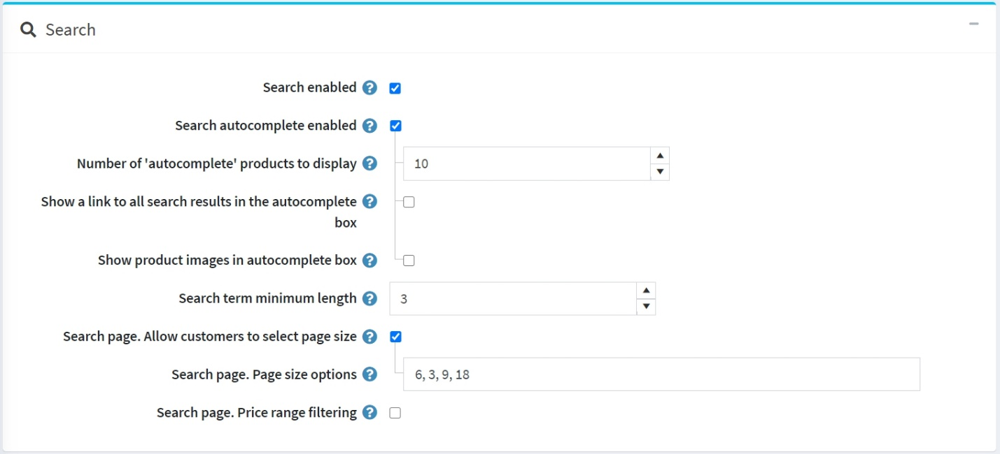 Search
Search enabled
Search autocomplete enabled
Number of 'autocomplete' products to display
10
Show a link to all search results in the autocomplete
box
Show product images in autocomplete box
Search term minimum length
3
Search page. Allow customers to select page size
Search page. Page size options
6, 3, 9, 18
Search page. Price range filtering